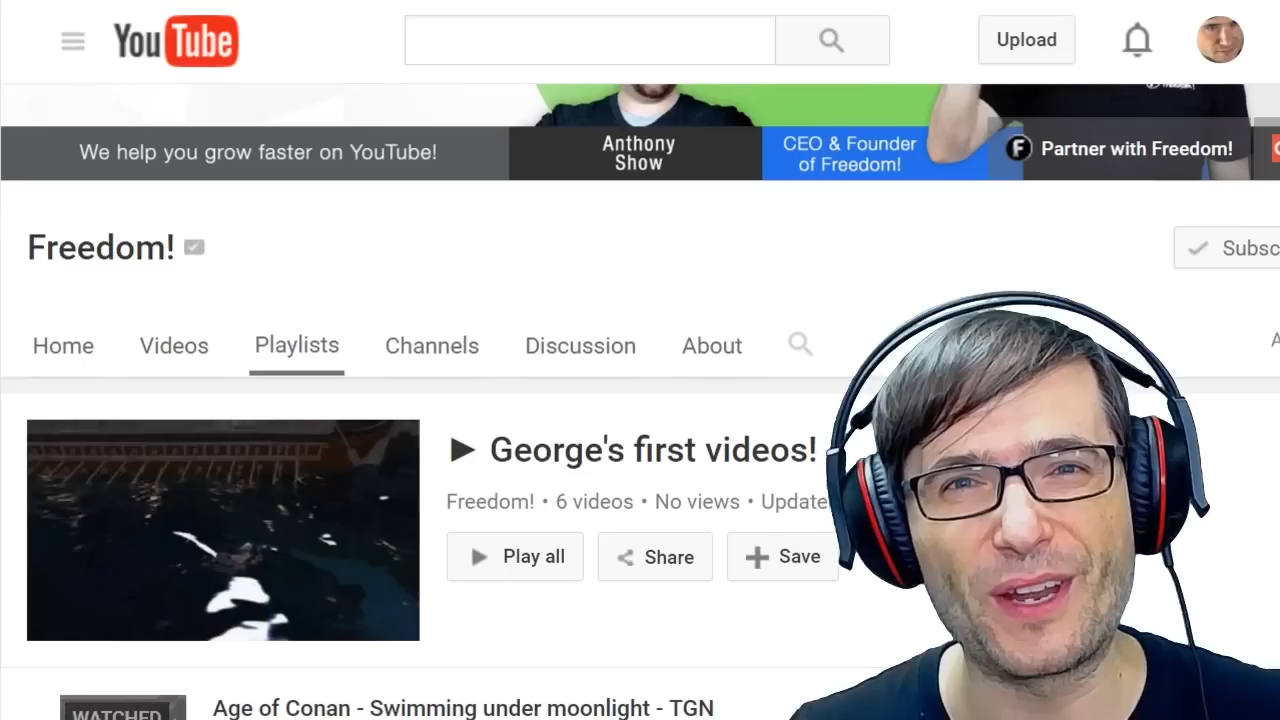 YouTube
Upload
We help you grow faster on YouTube!
Anthony
Show
CEO & Founder
of Freedom!
F Partner with Freedom!
Freedom!
Subsc
Home Videos Playlists Channels Discussion About
► George's first videos!
Freedom! • 6 videos • No views • Update
Play all Share Save
WATCHED
Age of Conan - Swimming under moonlight - TGN